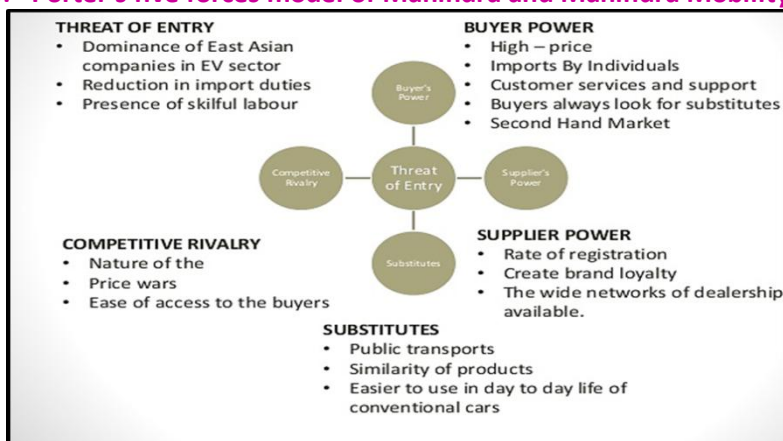 Porter's five forces model of Mahindra and Mahindra Mobility
THREAT OF ENTRY
• Dominance of East Asian
companies in EV sector
• Reduction in import duties
• Presence of skilful labour
BUYER POWER
• High – price
• Imports By Individuals
• Customer services and support
• Buyers always look for substitutes
• Second Hand Market
Buyer's
Power
Competitive
Rivalry
Threat
of Entry
Supplier's
Power
Substitutes
COMPETITIVE RIVALRY
• Nature of the
• Price wars
• Ease of access to the buyers
SUPPLIER POWER
• Rate of registration
• Create brand loyalty
• The wide networks of dealership
available.
SUBSTITUTES
• Public transports
• Similarity of products
• Easier to use in day to day life of
conventional cars